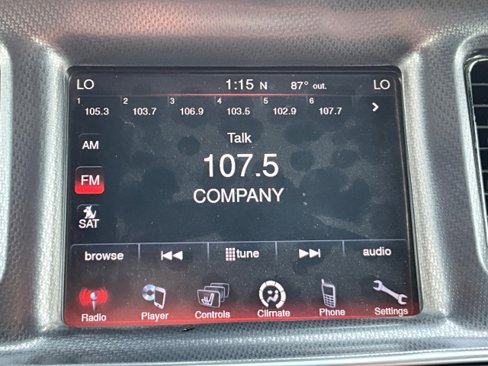 LO 1:15 N 87° out. LO
1 2 3 4 5 6
105.3 103.7 106.9 103.5 102.9 107.7
Talk
AM
107.5
FM
COMPANY
SAT
browse tune audio
Radio Player Controls Climate Phone Settings